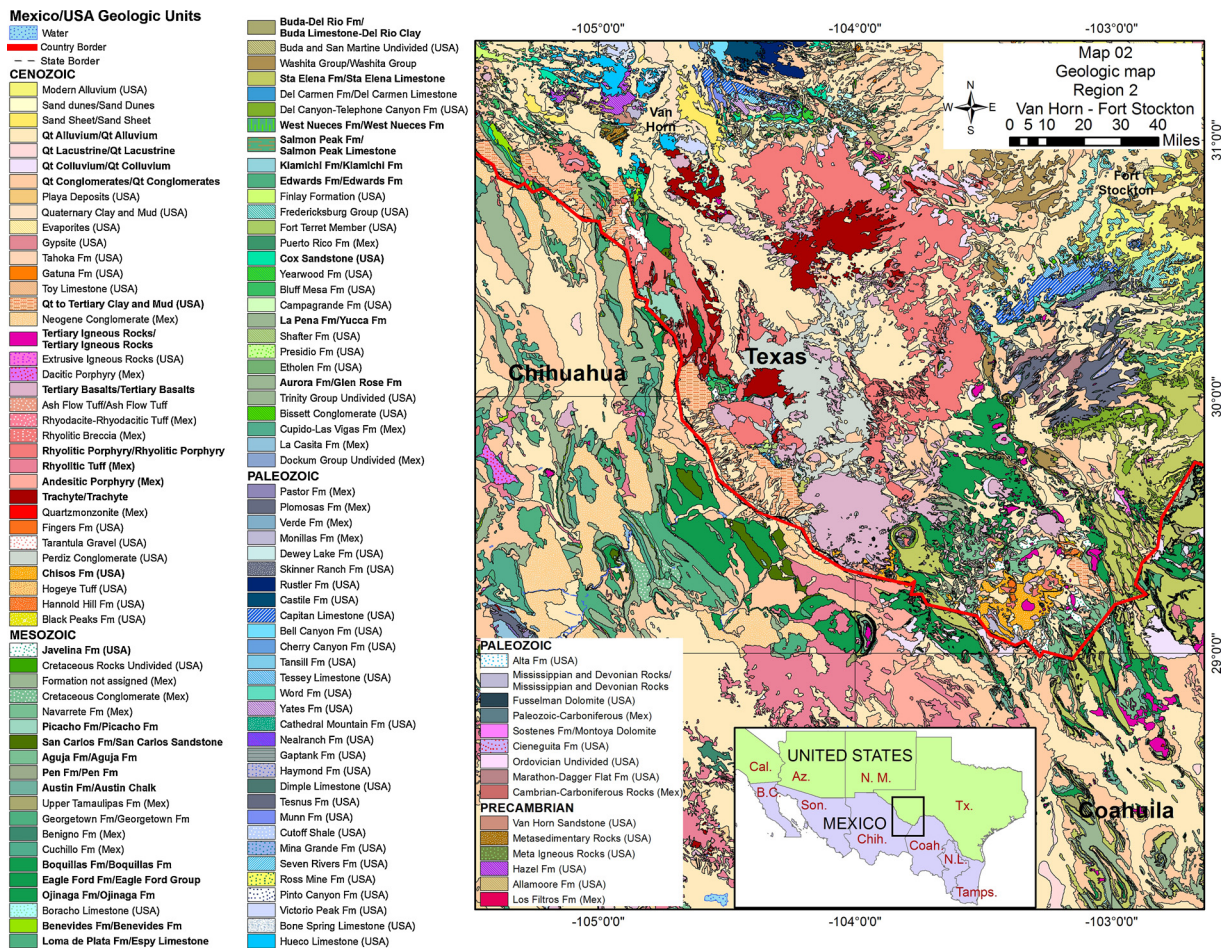 Mexico/USA Geologic Units
Water
Country Border
State Border
CENOZOIC
Modern Alluvium (USA)
Sand dunes/Sand Dunes
Sand Sheet/Sand Sheet
Qt Alluvium/Qt Alluvium
Qt Lacustrine/Qt Lacustrine
Qt Colluvium/Qt Colluvium
Qt Conglomerates/Qt Conglomerates
Playa Deposits (USA)
Quaternary Clay and Mud (USA)
Evaporites (USA)
Gypsite (USA)
Tahoka Fm (USA)
Gatuna Fm (USA)
Toy Limestone (USA)
Qt to Tertiary Clay and Mud (USA)
Neogene Conglomerate (Mex)
Tertiary Igneous Rocks/
Tertiary Igneous Rocks
Extrusive Igneous Rocks (USA)
Dacitic Porphyry (Mex)
Tertiary Basalts/Tertiary Basalts
Ash Flow Tuff/Ash Flow Tuff
Rhyodacite-Rhyodacitic Tuff (Mex)
Rhyolitic Breccia (Mex)
Rhyolitic Porphyry/Rhyolitic Porphyry
Rhyolitic Tuff (Mex)
Andesitic Porphyry (Mex)
Trachyte/Trachyte
Quartzmonzonite (Mex)
Fingers Fm (USA)
Tarantula Gravel (USA)
Perdiz Conglomerate (USA)
Chisos Fm (USA)
Hogeye Tuff (USA)
Hannold Hill Fm (USA)
Black Peaks Fm (USA)
MESOZOIC
Javelina Fm (USA)
Cretaceous Rocks Undivided (USA)
Formation not assigned (Mex)
Cretaceous Conglomerate (Mex)
Navarrete Fm (Mex)
Picacho Fm/Picacho Fm
San Carlos Fm/San Carlos Sandstone
Aguja Fm/Aguja Fm
Pen Fm/Pen Fm
Austin Fm/Austin Chalk
Upper Tamaulipas Fm (Mex)
Georgetown Fm/Georgetown Fm
Benigno Fm (Mex)
Cuchillo Fm (Mex)
Boquillas Fm/Boquillas Fm
Eagle Ford Fm/Eagle Ford Group
Ojinaga Fm/Ojinaga Fm
Boracho Limestone (USA)
Benevides Fm/Benevides Fm
Loma de Plata Fm/Espy Limestone
Buda-Del Rio Fm/
Buda Limestone-Del Rio Clay
Buda and San Martine Undivided (USA)
Washita Group/Washita Group
Sta Elena Fm/Sta Elena Limestone
Del Carmen Fm/Del Carmen Limestone
Del Canyon-Telephone Canyon Fm (USA)
West Nueces Fm/West Nueces Fm
Salmon Peak Fm/
Salmon Peak Limestone
Kiamichi Fm/Kiamichi Fm
Edwards Fm/Edwards Fm
Finlay Formation (USA)
Fredericksburg Group (USA)
Fort Terret Member (USA)
Puerto Rico Fm (Mex)
Cox Sandstone (USA)
Yearwood Fm (USA)
Bluff Mesa Fm (USA)
Campagrande Fm (USA)
La Pena Fm/Yucca Fm
Shafter Fm (USA)
Presidio Fm (USA)
Etholen Fm (USA)
Aurora Fm/Glen Rose Fm
Trinity Group Undivided (USA)
Bissett Conglomerate (USA)
Cupido-Las Vigas Fm (Mex)
La Casita Fm (Mex)
Dockum Group Undivided (Mex)
PALEOZOIC
Pastor Fm (Mex)
Plomosas Fm (Mex)
Verde Fm (Mex)
Monillas Fm (Mex)
Dewey Lake Fm (USA)
Skinner Ranch Fm (USA)
Rustler Fm (USA)
Castile Fm (USA)
Capitan Limestone (USA)
Bell Canyon Fm (USA)
Cherry Canyon Fm (USA)
Tansill Fm (USA)
Tessey Limestone (USA)
Word Fm (USA)
Yates Fm (USA)
Cathedral Mountain Fm (USA)
Nealranch Fm (USA)
Gaptank Fm (USA)
Haymond Fm (USA)
Dimple Limestone (USA)
Tesnus Fm (USA)
Munn Fm (USA)
Cutoff Shale (USA)
Mina Grande Fm (USA)
Seven Rivers Fm (USA)
Ross Mine Fm (USA)
Pinto Canyon Fm (USA)
Victorio Peak Fm (USA)
Bone Spring Limestone (USA)
Hueco Limestone (USA)
-105°0'0"
-104°0'0"
-103°0'0"
Map 02
Geologic map
Region 2
Van Horn - Fort Stockton
N
W
E
S
0 5 10 20 30 40
Miles
Van
Horn
Fort
Stockton
Texas
Chihuahua
Coahuila
31°0'0"
30°0'0"
29°0'0"
PALEOZOIC
Alta Fm (USA)
Mississippian and Devonian Rocks/
Mississippian and Devonian Rocks
Fusselman Dolomite (USA)
Paleozoic-Carboniferous (Mex)
Sostenes Fm/Montoya Dolomite
Cieneguita Fm (USA)
Ordovician Undivided (USA)
Marathon-Dagger Flat Fm (USA)
Cambrian-Carboniferous Rocks (Mex)
PRECAMBRIAN
Van Horn Sandstone (USA)
Metasedimentary Rocks (USA)
Meta Igneous Rocks (USA)
Hazel Fm (USA)
Allamoore Fm (USA)
Los Filtros Fm (Mex)
UNITED STATES
Cal.
Az.
N. M.
Tx.
B.C.
Son.
MEXICO
Chih.
Coah.
N.L.
Tamps.
-105°0'0"
-104°0'0"
-103°0'0"